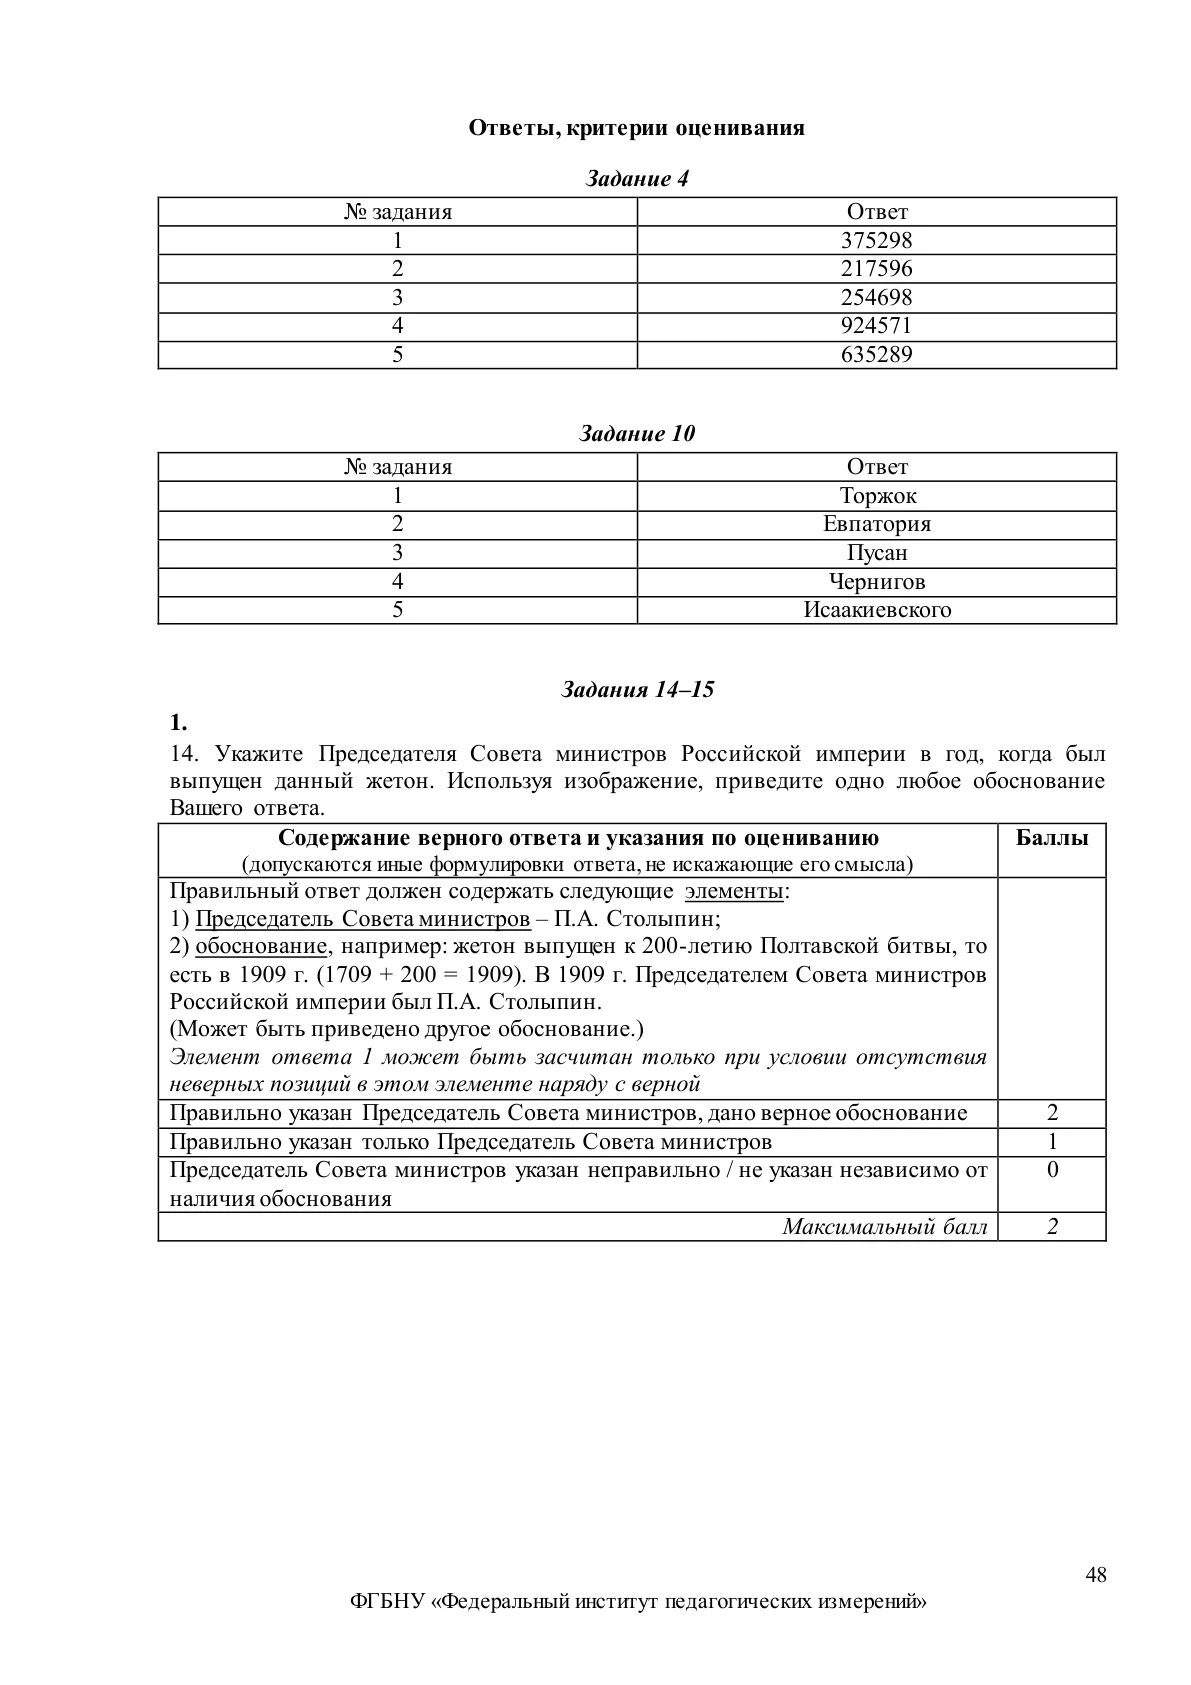 Ответы, критерии оценивания
Задание 4
№ задания Ответ
1 375298
2 217596
3 254698
4 924571
5 635289
Задание 10
№ задания Ответ
1 Торжок
2 Евпатория
3 Пусан
4 Чернигов
5 Исаакиевского
Задания 14–15
1.
14. Укажите Председателя Совета министров Российской империи в год, когда был
выпущен данный жетон. Используя изображение, приведите одно любое обоснование
Вашего ответа.
Содержание верного ответа и указания по оцениванию Баллы
(допускаются иные формулировки ответа, не искажающие его смысла)
Правильный ответ должен содержать следующие элементы:
1) Председатель Совета министров – П.А. Столыпин;
2) обоснование, например: жетон выпущен к 200-летию Полтавской битвы, то
есть в 1909 г. (1709 + 200 = 1909). В 1909 г. Председателем Совета министров
Российской империи был П.А. Столыпин.
(Может быть приведено другое обоснование.)
Элемент ответа 1 может быть засчитан только при условии отсутствия
неверных позиций в этом элементе наряду с верной
Правильно указан Председатель Совета министров, дано верное обоснование 2
Правильно указан только Председатель Совета министров 1
Председатель Совета министров указан неправильно / не указан независимо от 0
наличия обоснования
Максимальный балл 2
48
ФГБНУ «Федеральный институт педагогических измерений»